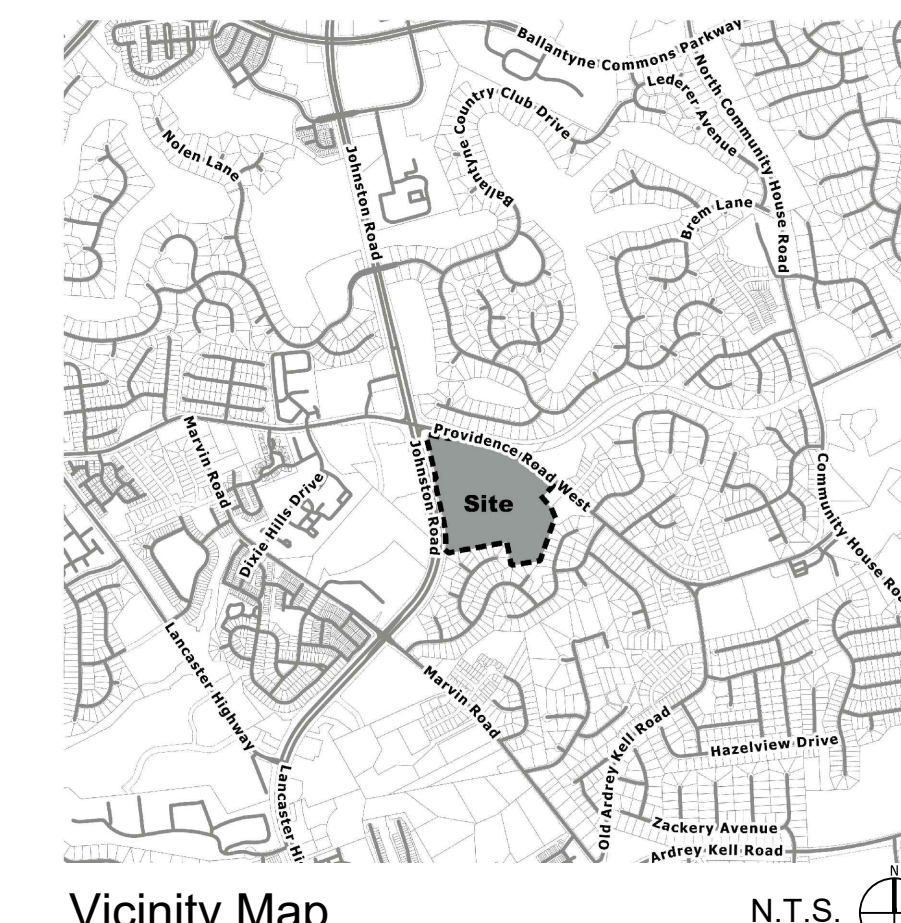 Ballantyne Commons Parkway
North Community House Road
Lederer Avenue
Ballantyne Country Club Drive
Nolen Lane
Johnston Road
Brem Lane
Providence Road West
Marvin Road
Johnston Road
Site
Dixie Hills Drive
Community House Roa
Lancaster Highway
Marvin Road
Old Ardrey Kell Road
Hazelview Drive
Lancaster Hi
Zackery Avenue
Ardrey Kell Road
Vicinity Map
N.T.S.
N